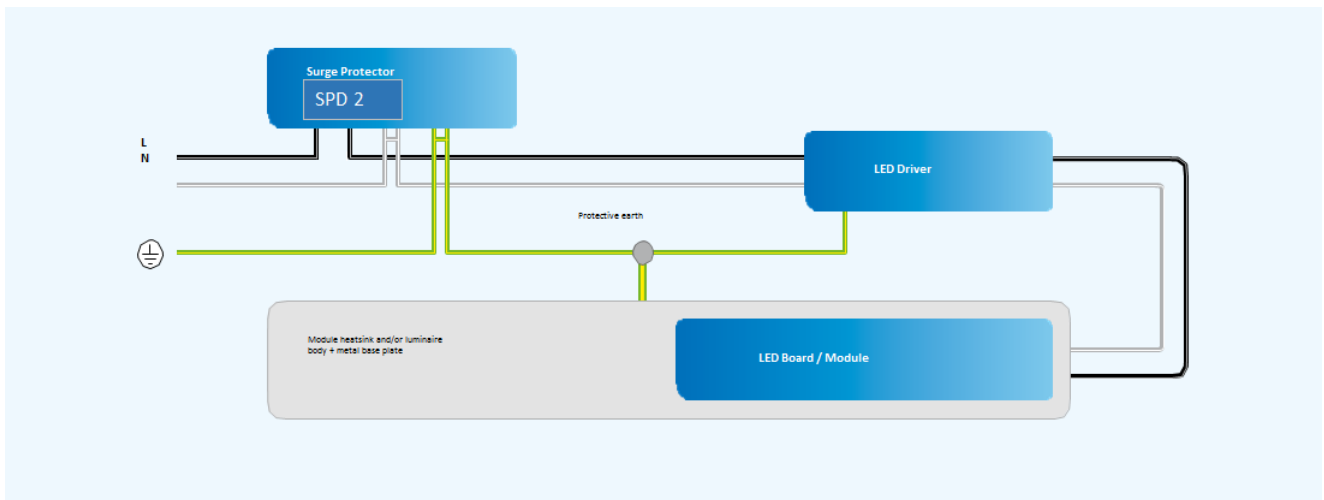 Surge Protector
SPD 2
L
N
LED Driver
Protective earth
Module heatsink and/or luminaire
body + metal base plate
LED Board / Module